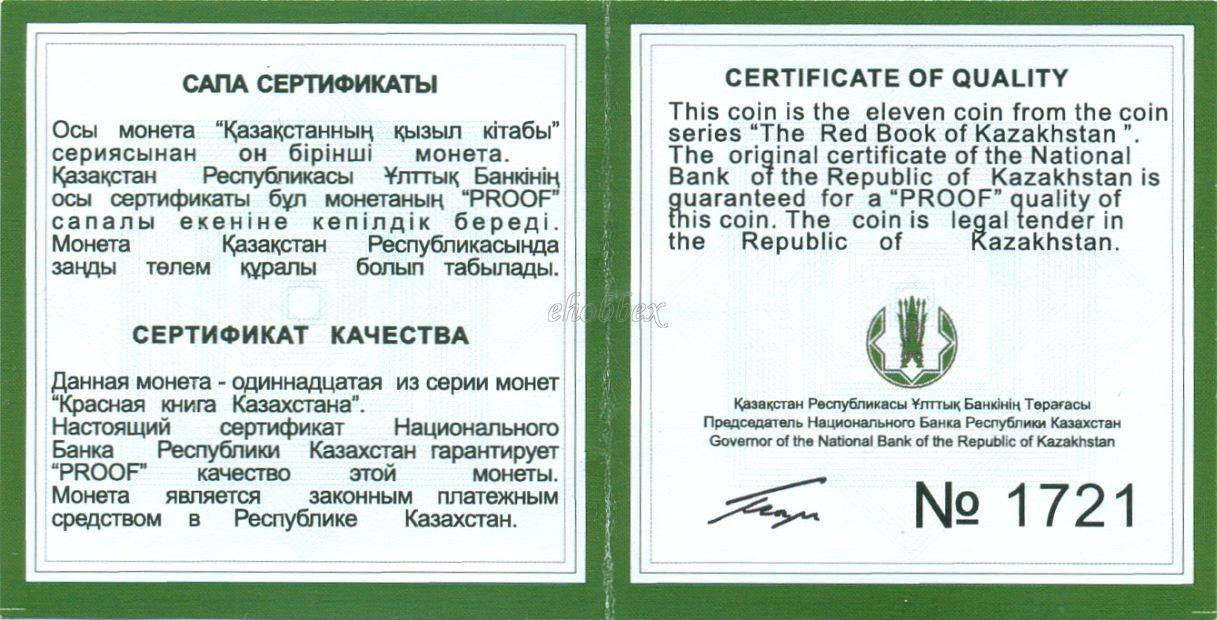 САПА СЕРТИФИКАТЫ
Осы монета “Қазақстанның қызыл кітабы”
сериясынан он бірінші монета.
Қазақстан Республикасы Ұлттық Банкінің
осы сертификаты бұл монетаның “PROOF”
сапалы екеніне кепілдік береді.
Монета Қазақстан Республикасында
заңды төлем құралы болып табылады.
СЕРТИФИКАТ КАЧЕСТВА
Данная монета - одиннадцатая из серии монет
“Красная книга Казахстана”.
Настоящий сертификат Национального
Банка Республики Казахстан гарантирует
“PROOF” качество этой монеты.
Монета является законным платежным
средством в Республике Казахстан.
ehobbex
CERTIFICATE OF QUALITY
This coin is the eleven coin from the coin
series “The Red Book of Kazakhstan ”.
The original certificate of the National
Bank of the Republic of Kazakhstan is
guaranteed for a “PROOF” quality of
this coin. The coin is legal tender in
the Republic of Kazakhstan.
Қазақстан Республикасы Ұлттық Банкінің Төрағасы
Председатель Национального Банка Республики Казахстан
Governor of the National Bank of the Republic of Kazakhstan
№ 1721